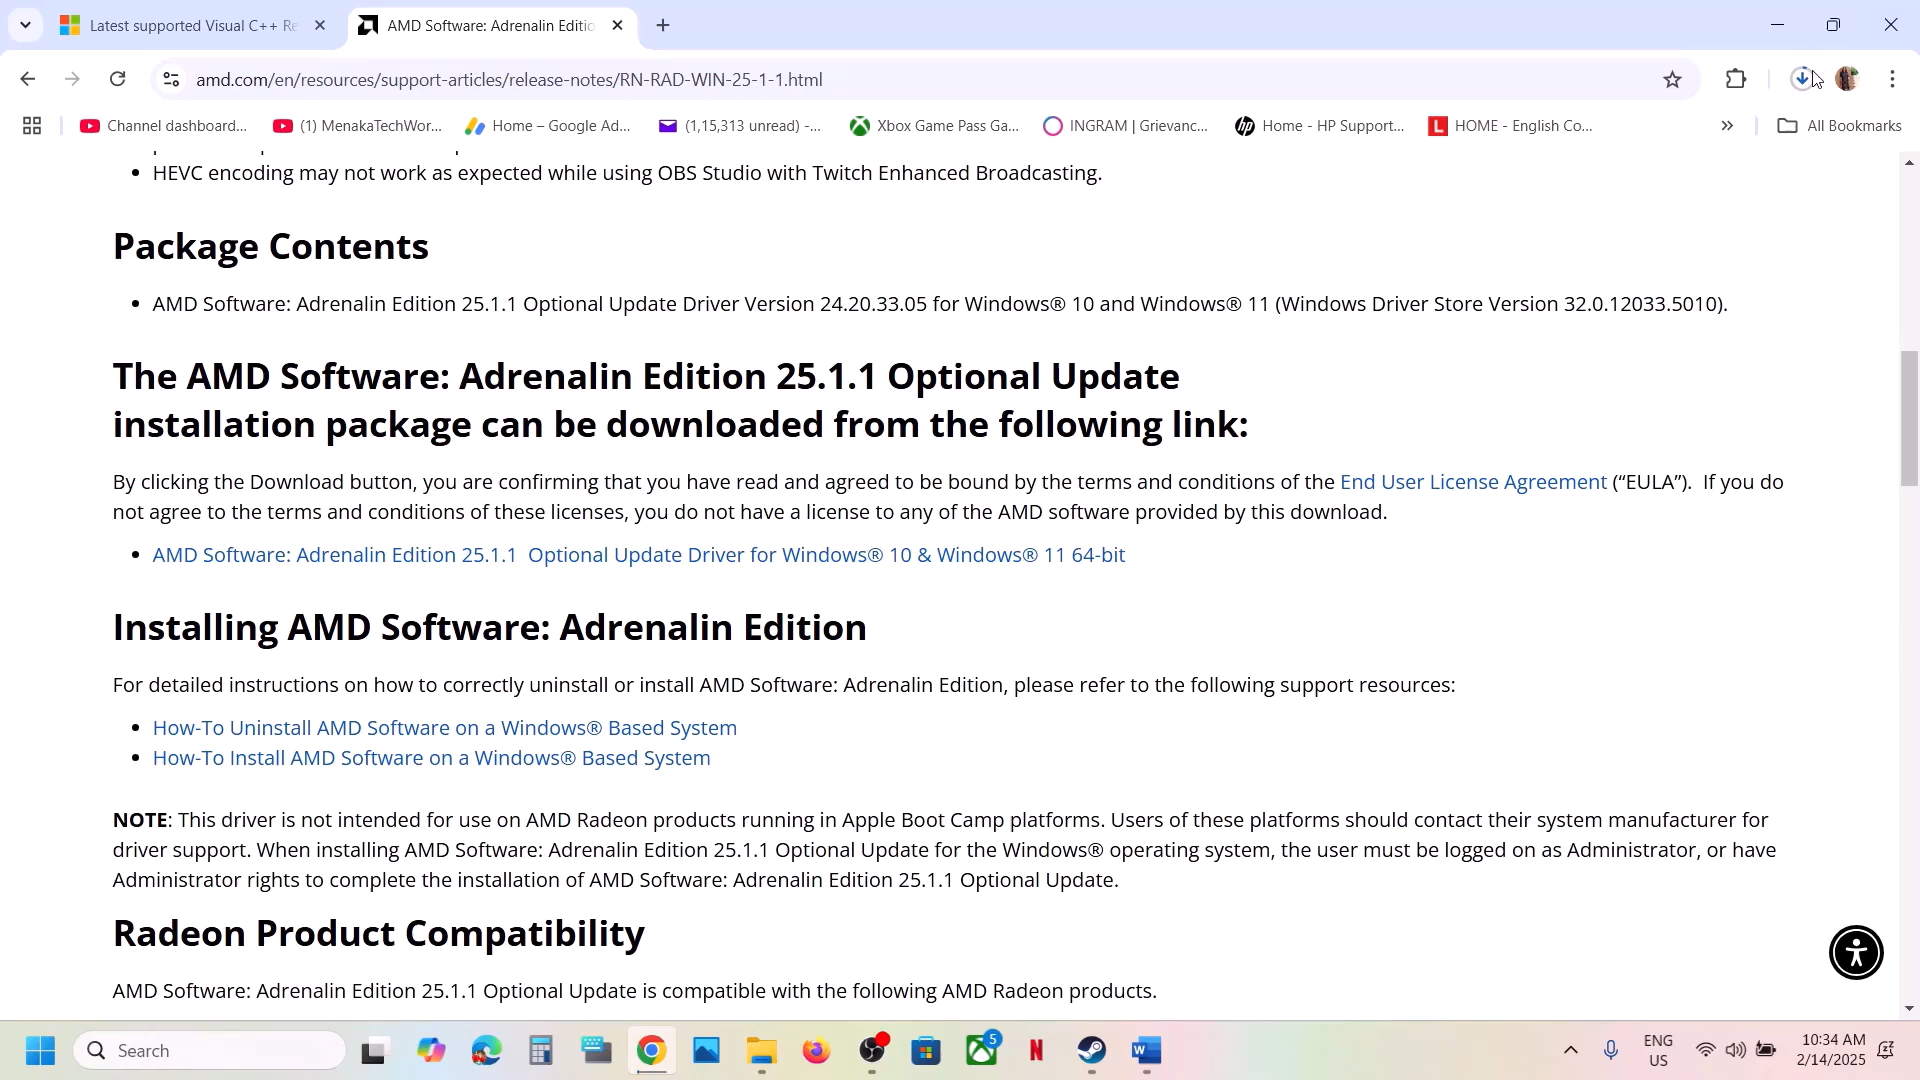 Latest supported Visual C++ Re
AMD Software: Adrenalin Editio
amd.com/en/resources/support-articles/release-notes/RN-RAD-WIN-25-1-1.html
Channel dashboard...
(1) MenakaTechWor...
Home – Google Ad...
(1,15,313 unread) -...
Xbox Game Pass Ga...
INGRAM | Grievanc...
Home - HP Support...
HOME - English Co...
All Bookmarks
• HEVC encoding may not work as expected while using OBS Studio with Twitch Enhanced Broadcasting.
Package Contents
• AMD Software: Adrenalin Edition 25.1.1 Optional Update Driver Version 24.20.33.05 for Windows® 10 and Windows® 11 (Windows Driver Store Version 32.0.12033.5010).
The AMD Software: Adrenalin Edition 25.1.1 Optional Update
installation package can be downloaded from the following link:
By clicking the Download button, you are confirming that you have read and agreed to be bound by the terms and conditions of the End User License Agreement (“EULA”).  If you do
not agree to the terms and conditions of these licenses, you do not have a license to any of the AMD software provided by this download.
• AMD Software: Adrenalin Edition 25.1.1  Optional Update Driver for Windows® 10 & Windows® 11 64-bit
Installing AMD Software: Adrenalin Edition
For detailed instructions on how to correctly uninstall or install AMD Software: Adrenalin Edition, please refer to the following support resources:
• How-To Uninstall AMD Software on a Windows® Based System
• How-To Install AMD Software on a Windows® Based System
NOTE: This driver is not intended for use on AMD Radeon products running in Apple Boot Camp platforms. Users of these platforms should contact their system manufacturer for
driver support. When installing AMD Software: Adrenalin Edition 25.1.1 Optional Update for the Windows® operating system, the user must be logged on as Administrator, or have
Administrator rights to complete the installation of AMD Software: Adrenalin Edition 25.1.1 Optional Update.
Radeon Product Compatibility
AMD Software: Adrenalin Edition 25.1.1 Optional Update is compatible with the following AMD Radeon products.
Search
5
ENG
US
10:34 AM
2/14/2025